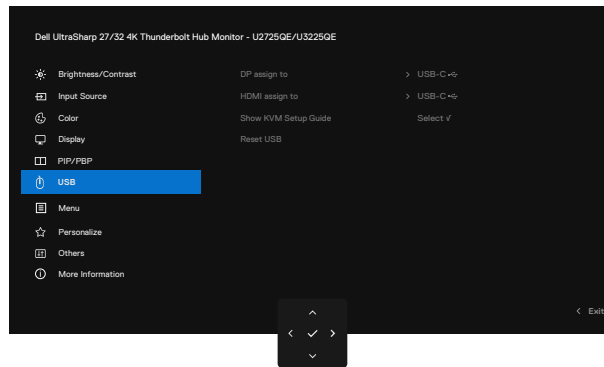 Dell UltraSharp 27/32 4K Thunderbolt Hub Monitor - U2725QE/U3225QE
Brightness/Contrast DP assign to > USB-C
Input Source HDMI assign to > USB-C
Color Show KVM Setup Guide Select √
Display Reset USB
PIP/PBP
USB
Menu
Personalize
Others
More Information
< Exit